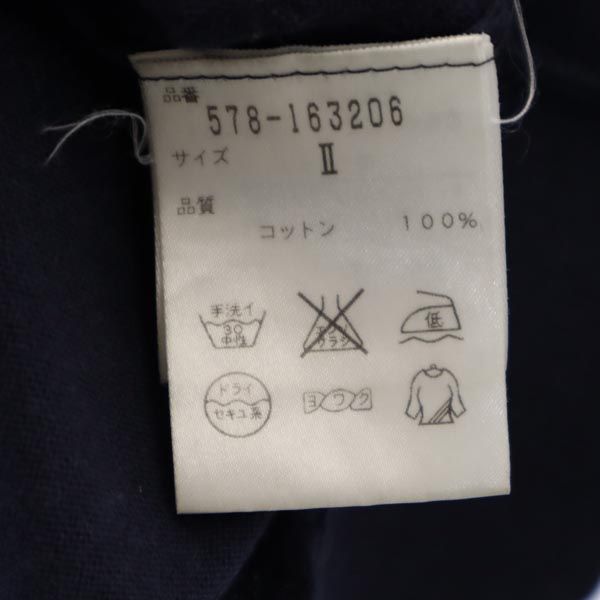 品番
578-163206
サイズ Ⅱ
品質
コットン 100%
手洗イ
30
中性
エンソ
サラシ
低
ドライ
セキユ系
ヨワク